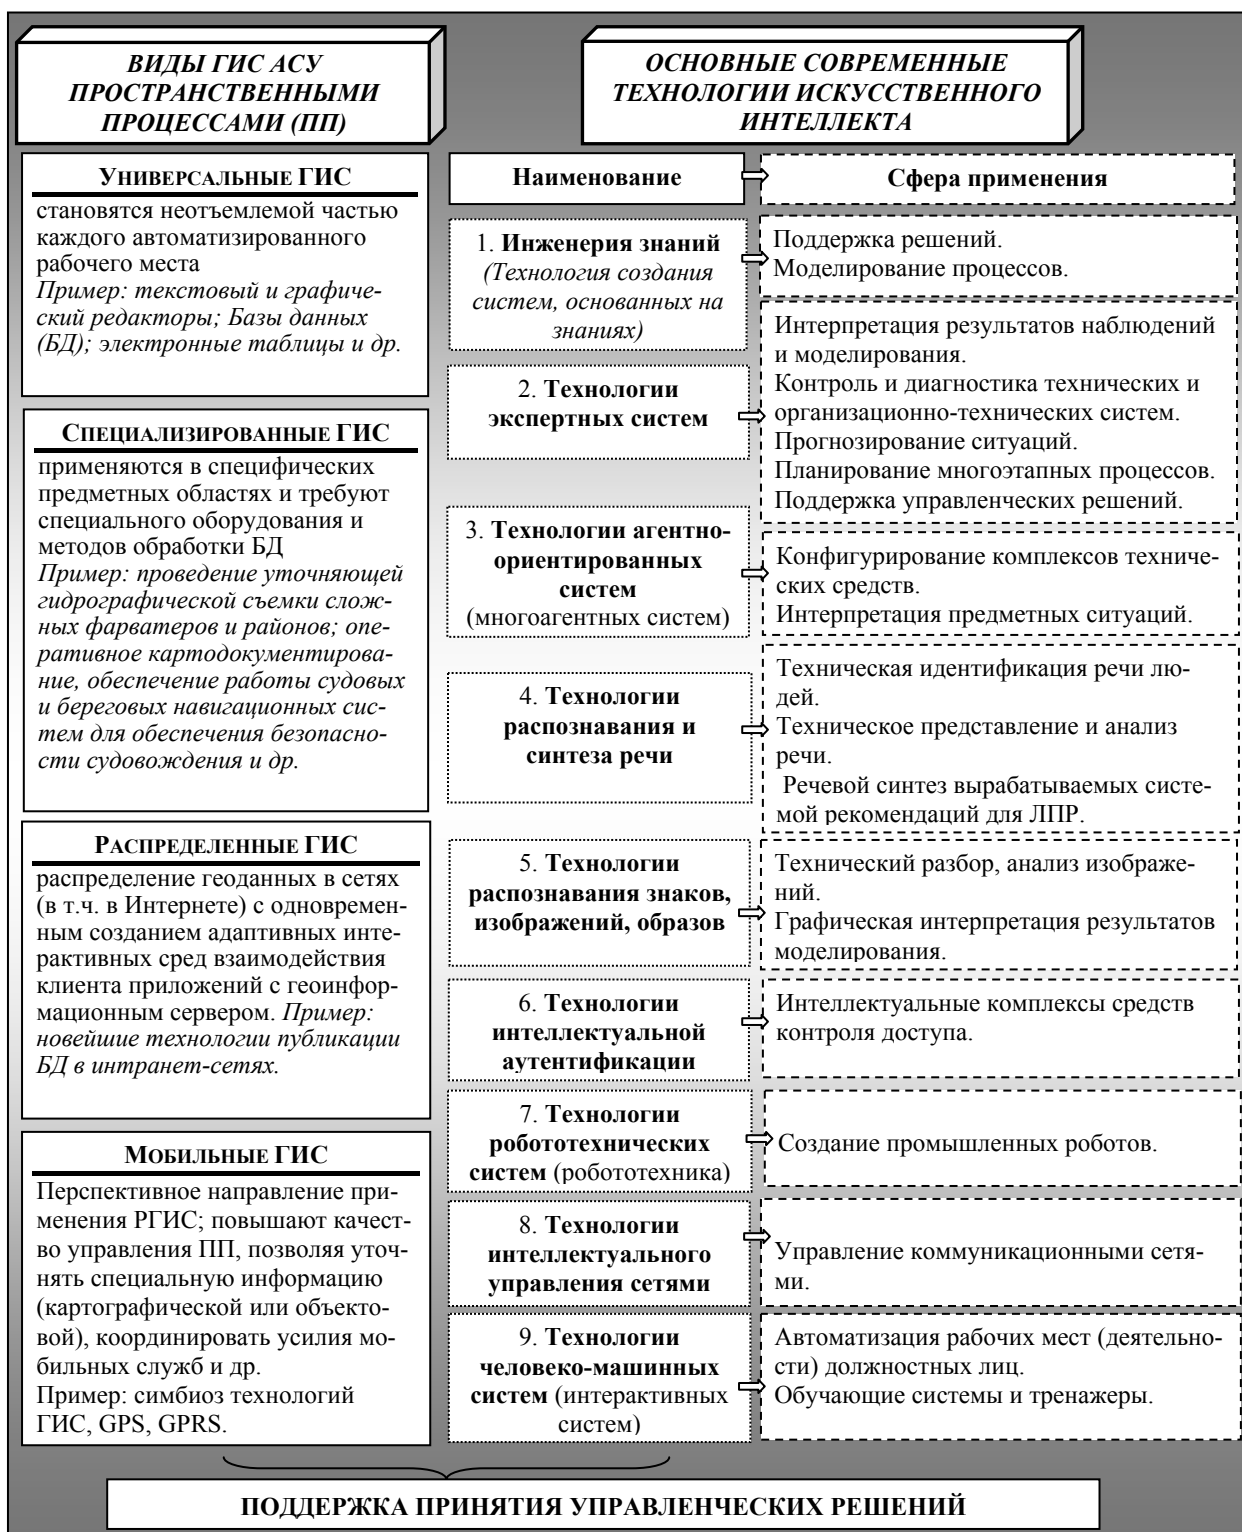 ВИДЫ ГИС АСУ
ПРОСТРАНСТВЕННЫМИ
ПРОЦЕССАМИ (ПП)
УНИВЕРСАЛЬНЫЕ ГИС
становятся неотъемлемой частью
каждого автоматизированного
рабочего места
Пример: текстовый и графиче-
ский редакторы; Базы данных
(БД); электронные таблицы и др.
СПЕЦИАЛИЗИРОВАННЫЕ ГИС
применяются в специфических
предметных областях и требуют
специального оборудования и
методов обработки БД
Пример: проведение уточняющей
гидрографической съемки слож-
ных фарватеров и районов; опе-
ративное картодокументирова-
ние, обеспечение работы судовых
и береговых навигационных сис-
тем для обеспечения безопасно-
сти судовождения и др.
РАСПРЕДЕЛЕННЫЕ ГИС
распределение геоданных в сетях
(в т.ч. в Интернете) с одновремен-
ным созданием адаптивных инте-
рактивных сред взаимодействия
клиента приложений с геоинфор-
мационным сервером. Пример:
новейшие технологии публикации
БД в интранет-сетях.
МОБИЛЬНЫЕ ГИС
Перспективное направление при-
менения РГИС; повышают качест-
во управления ПП, позволяя уточ-
нять специальную информацию
(картографической или объекто-
вой), координировать усилия мо-
бильных служб и др.
Пример: симбиоз технологий
ГИС, GPS, GPRS.
ОСНОВНЫЕ СОВРЕМЕННЫЕ
ТЕХНОЛОГИИ ИСКУССТВЕННОГО
ИНТЕЛЛЕКТА
Наименование
Сфера применения
1. Инженерия знаний
(Технология создания
систем, основанных на
знаниях)
Поддержка решений.
Моделирование процессов.
2. Технологии
экспертных систем
Интерпретация результатов наблюдений
и моделирования.
Контроль и диагностика технических и
организационно-технических систем.
Прогнозирование ситуаций.
Планирование многоэтапных процессов.
Поддержка управленческих решений.
3. Технологии агентно-
ориентированных
систем
(многоагентных систем)
Конфигурирование комплексов техниче-
ских средств.
Интерпретация предметных ситуаций.
4. Технологии
распознавания и
синтеза речи
Техническая идентификация речи лю-
дей.
Техническое представление и анализ
речи.
Речевой синтез вырабатываемых систе-
мой рекомендаций для ЛПР.
5. Технологии
распознавания знаков,
изображений, образов
Технический разбор, анализ изображе-
ний.
Графическая интерпретация результатов
моделирования.
6. Технологии
интеллектуальной
аутентификации
Интеллектуальные комплексы средств
контроля доступа.
7. Технологии
робототехнических
систем (робототехника)
Создание промышленных роботов.
8. Технологии
интеллектуального
управления сетями
Управление коммуникационными сетя-
ми.
9. Технологии
человеко-машинных
систем (интерактивных
систем)
Автоматизация рабочих мест (деятельно-
сти) должностных лиц.
Обучающие системы и тренажеры.
ПОДДЕРЖКА ПРИНЯТИЯ УПРАВЛЕНЧЕСКИХ РЕШЕНИЙ